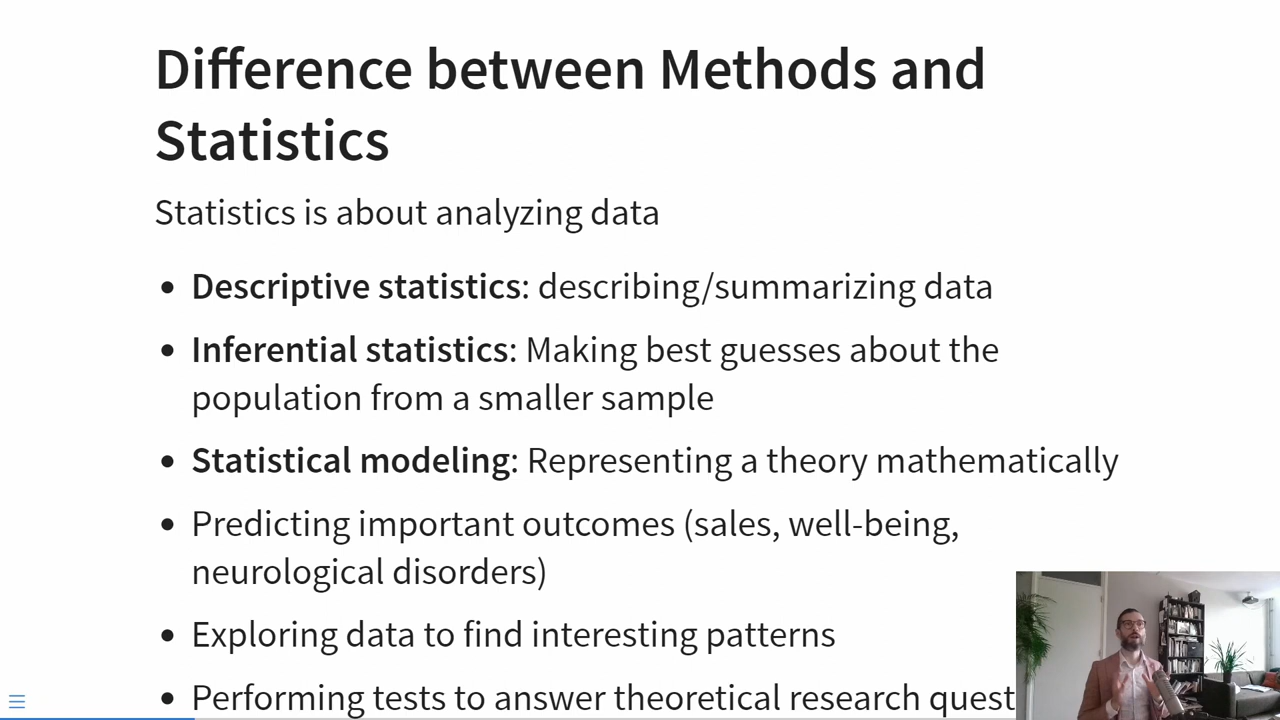 Difference between Methods and
Statistics
Statistics is about analyzing data
• Descriptive statistics: describing/summarizing data
• Inferential statistics: Making best guesses about the
population from a smaller sample
• Statistical modeling: Representing a theory mathematically
• Predicting important outcomes (sales, well-being,
neurological disorders)
• Exploring data to find interesting patterns
• Performing tests to answer theoretical research quest